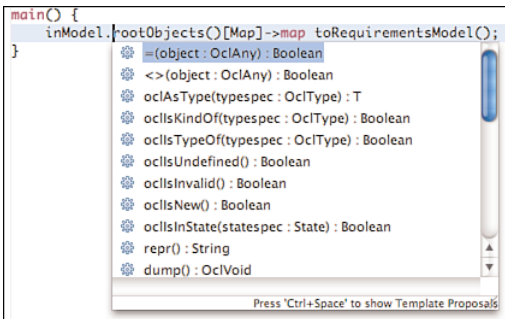 main() {
inModel.rootObjects()[Map]->map toRequirementsModel();
}
=(object : OclAny) : Boolean
<>(object : OclAny) : Boolean
oclAsType(typespec : OclType) : T
oclIsKindOf(typespec : OclType) : Boolean
oclIsTypeOf(typespec : OclType) : Boolean
oclIsUndefined() : Boolean
oclIsInvalid() : Boolean
oclIsNew() : Boolean
oclIsInState(statespec : State) : Boolean
repr() : String
dump() : OclVoid
Press 'Ctrl+Space' to show Template Proposals